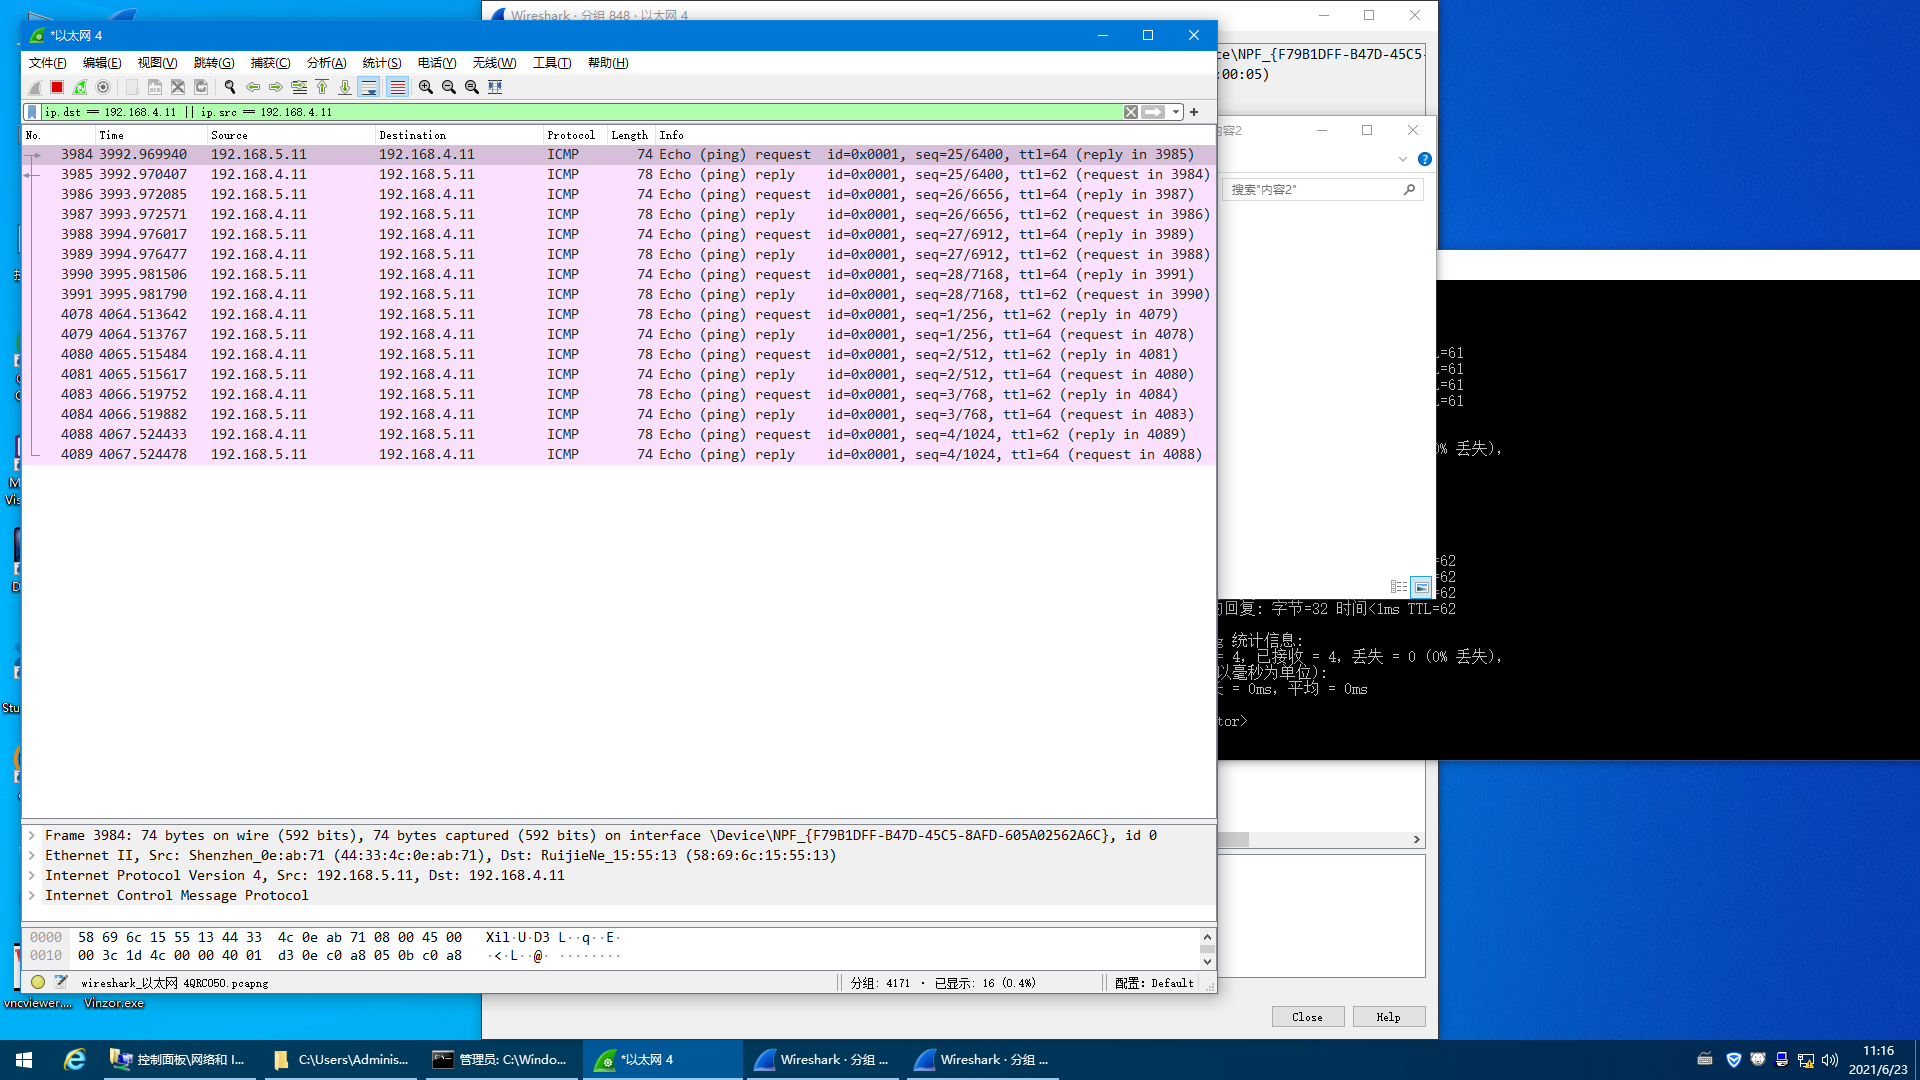 Wireshark · 分组 848 · 以太网 4
*以太网 4
文件(F) 编辑(E) 视图(V) 跳转(G) 捕获(C) 分析(A) 统计(S) 电话(Y) 无线(W) 工具(T) 帮助(H)
ip.dst == 192.168.4.11 || ip.src == 192.168.4.11
No. Time Source Destination Protocol Length Info
3984 3992.969940 192.168.5.11 192.168.4.11 ICMP 74 Echo (ping) request id=0x0001, seq=25/6400, ttl=64 (reply in 3985)
3985 3992.970407 192.168.4.11 192.168.5.11 ICMP 78 Echo (ping) reply id=0x0001, seq=25/6400, ttl=62 (request in 3984)
3986 3993.972085 192.168.5.11 192.168.4.11 ICMP 74 Echo (ping) request id=0x0001, seq=26/6656, ttl=64 (reply in 3987)
3987 3993.972571 192.168.4.11 192.168.5.11 ICMP 78 Echo (ping) reply id=0x0001, seq=26/6656, ttl=62 (request in 3986)
3988 3994.976017 192.168.5.11 192.168.4.11 ICMP 74 Echo (ping) request id=0x0001, seq=27/6912, ttl=64 (reply in 3989)
3989 3994.976477 192.168.4.11 192.168.5.11 ICMP 78 Echo (ping) reply id=0x0001, seq=27/6912, ttl=62 (request in 3988)
3990 3995.981506 192.168.5.11 192.168.4.11 ICMP 74 Echo (ping) request id=0x0001, seq=28/7168, ttl=64 (reply in 3991)
3991 3995.981790 192.168.4.11 192.168.5.11 ICMP 78 Echo (ping) reply id=0x0001, seq=28/7168, ttl=62 (request in 3990)
4078 4064.513642 192.168.4.11 192.168.5.11 ICMP 78 Echo (ping) request id=0x0001, seq=1/256, ttl=62 (reply in 4079)
4079 4064.513767 192.168.5.11 192.168.4.11 ICMP 74 Echo (ping) reply id=0x0001, seq=1/256, ttl=64 (request in 4078)
4080 4065.515484 192.168.4.11 192.168.5.11 ICMP 78 Echo (ping) request id=0x0001, seq=2/512, ttl=62 (reply in 4081)
4081 4065.515617 192.168.5.11 192.168.4.11 ICMP 74 Echo (ping) reply id=0x0001, seq=2/512, ttl=64 (request in 4080)
4083 4066.519752 192.168.4.11 192.168.5.11 ICMP 78 Echo (ping) request id=0x0001, seq=3/768, ttl=62 (reply in 4084)
4084 4066.519882 192.168.5.11 192.168.4.11 ICMP 74 Echo (ping) reply id=0x0001, seq=3/768, ttl=64 (request in 4083)
4088 4067.524433 192.168.4.11 192.168.5.11 ICMP 78 Echo (ping) request id=0x0001, seq=4/1024, ttl=62 (reply in 4089)
4089 4067.524478 192.168.5.11 192.168.4.11 ICMP 74 Echo (ping) reply id=0x0001, seq=4/1024, ttl=64 (request in 4088)
Frame 3984: 74 bytes on wire (592 bits), 74 bytes captured (592 bits) on interface \Device\NPF_{F79B1DFF-B47D-45C5-8AFD-605A02562A6C}, id 0
Ethernet II, Src: Shenzhen_0e:ab:71 (44:33:4c:0e:ab:71), Dst: RuijieNe_15:55:13 (58:69:6c:15:55:13)
Internet Protocol Version 4, Src: 192.168.5.11, Dst: 192.168.4.11
Internet Control Message Protocol
0000 58 69 6c 15 55 13 44 33 4c 0e ab 71 08 00 45 00 Xil·U·D3 L··q··E·
0010 00 3c 1d 4c 00 00 40 01 d3 0e c0 a8 05 0b c0 a8 ·<·L··@· ········
wireshark_以太网 4QRC050.pcapng
分组: 4171 · 已显示: 16 (0.4%)
配置: Default
e\NPF_{F79B1DFF-B47D-45C5-
:00:05)
内容2
搜索"内容2"
=61
=61
=61
=61
% 丢失),
=62
=62
=62
回复: 字节=32 时间<1ms TTL=62
统计信息:
= 4, 已接收 = 4, 丢失 = 0 (0% 丢失),
以毫秒为单位):
= 0ms, 平均 = 0ms
tor>
Close Help
Vis
Stu
vncviewer.... Vinzor.exe
控制面板\网络和 I...
C:\Users\Adminis...
管理员: C:\Windo...
*以太网 4
Wireshark · 分组 ...
Wireshark · 分组 ...
11:16
2021/6/23